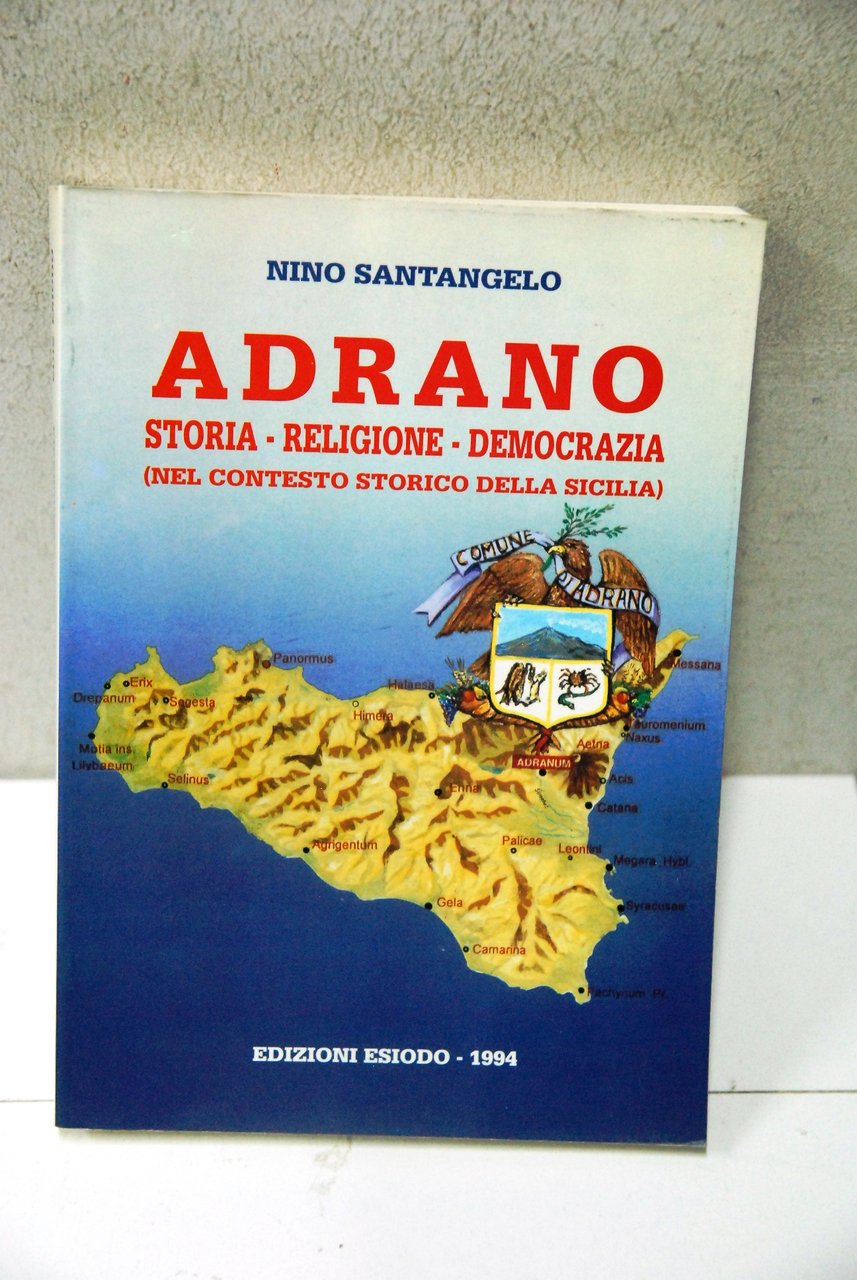 NINO SANTANGELO
ADRANO
STORIA - RELIGIONE - DEMOCRAZIA
(NEL CONTESTO STORICO DELLA SICILIA)
COMUNE
DI ADRANO
Panormus
Messana
Erix
Drepanum
Segesta
Halaesa
Himera
Tauromenium
Naxus
Aetna
Motia ins.
Lilybaeum
ADRANUM
Selinus
Enna
Acis
Catana
Agrigentum
Palicae
Leontini
Megara Hybl.
Gela
Syracusae
Camarina
Pachynum Pr.
EDIZIONI ESIODO - 1994